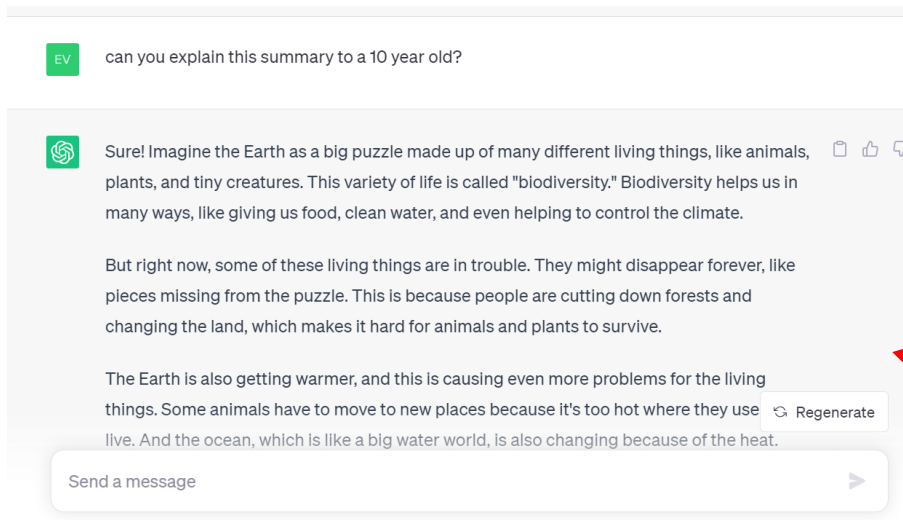 EV
can you explain this summary to a 10 year old?
Sure! Imagine the Earth as a big puzzle made up of many different living things, like animals,
plants, and tiny creatures. This variety of life is called "biodiversity." Biodiversity helps us in
many ways, like giving us food, clean water, and even helping to control the climate.
But right now, some of these living things are in trouble. They might disappear forever, like
pieces missing from the puzzle. This is because people are cutting down forests and
changing the land, which makes it hard for animals and plants to survive.
The Earth is also getting warmer, and this is causing even more problems for the living
things. Some animals have to move to new places because it's too hot where they use
Regenerate
live. And the ocean, which is like a big water world, is also changing because of the heat.
Send a message